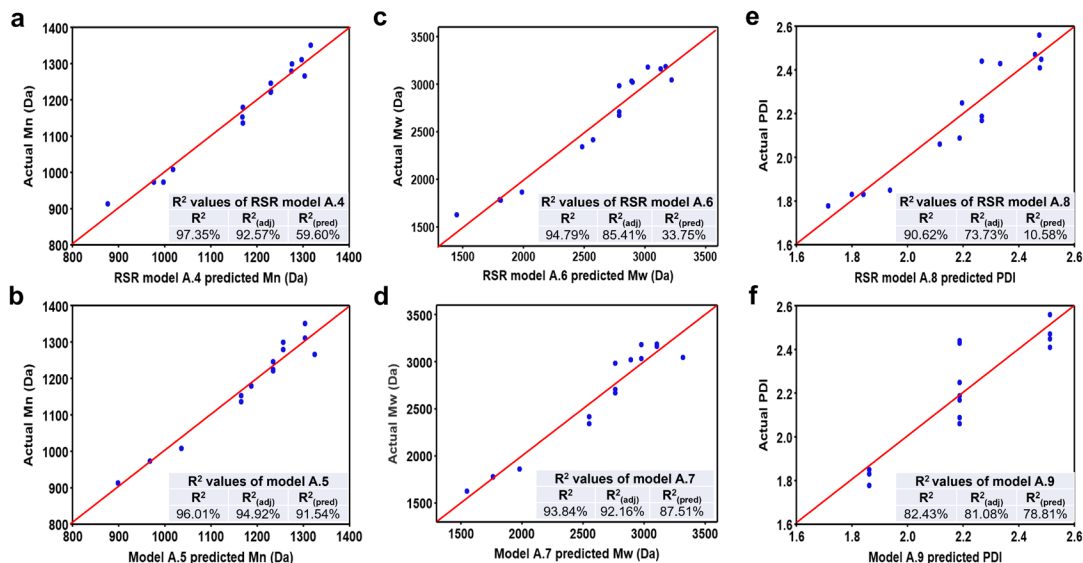 a
1400
1300
1200
1100
1000
900
800
Actual Mn (Da)
R² values of RSR model A.4
R² R²(adj) R²(pred)
97.35% 92.57% 59.60%
800 900 1000 1100 1200 1300 1400
RSR model A.4 predicted Mn (Da)
c
3500
3000
2500
2000
1500
Actual Mw (Da)
R² values of RSR model A.6
R² R²(adj) R²(pred)
94.79% 85.41% 33.75%
1500 2000 2500 3000 3500
RSR model A.6 predicted Mw (Da)
e
2.6
2.4
2.2
2.0
1.8
1.6
Actual PDI
R² values of RSR model A.8
R² R²(adj) R²(pred)
90.62% 73.73% 10.58%
1.6 1.8 2.0 2.2 2.4 2.6
RSR model A.8 predicted PDI
b
1400
1300
1200
1100
1000
900
800
Actual Mn (Da)
R² values of model A.5
R² R²(adj) R²(pred)
96.01% 94.92% 91.54%
800 900 1000 1100 1200 1300 1400
Model A.5 predicted Mn (Da)
d
3500
3000
2500
2000
1500
Actual Mw (Da)
R² values of model A.7
R² R²(adj) R²(pred)
93.84% 92.16% 87.51%
1500 2000 2500 3000 3500
Model A.7 predicted Mw (Da)
f
2.6
2.4
2.2
2.0
1.8
1.6
Actual PDI
R² values of model A.9
R² R²(adj) R²(pred)
82.43% 81.08% 78.81%
1.6 1.8 2.0 2.2 2.4 2.6
Model A.9 predicted PDI